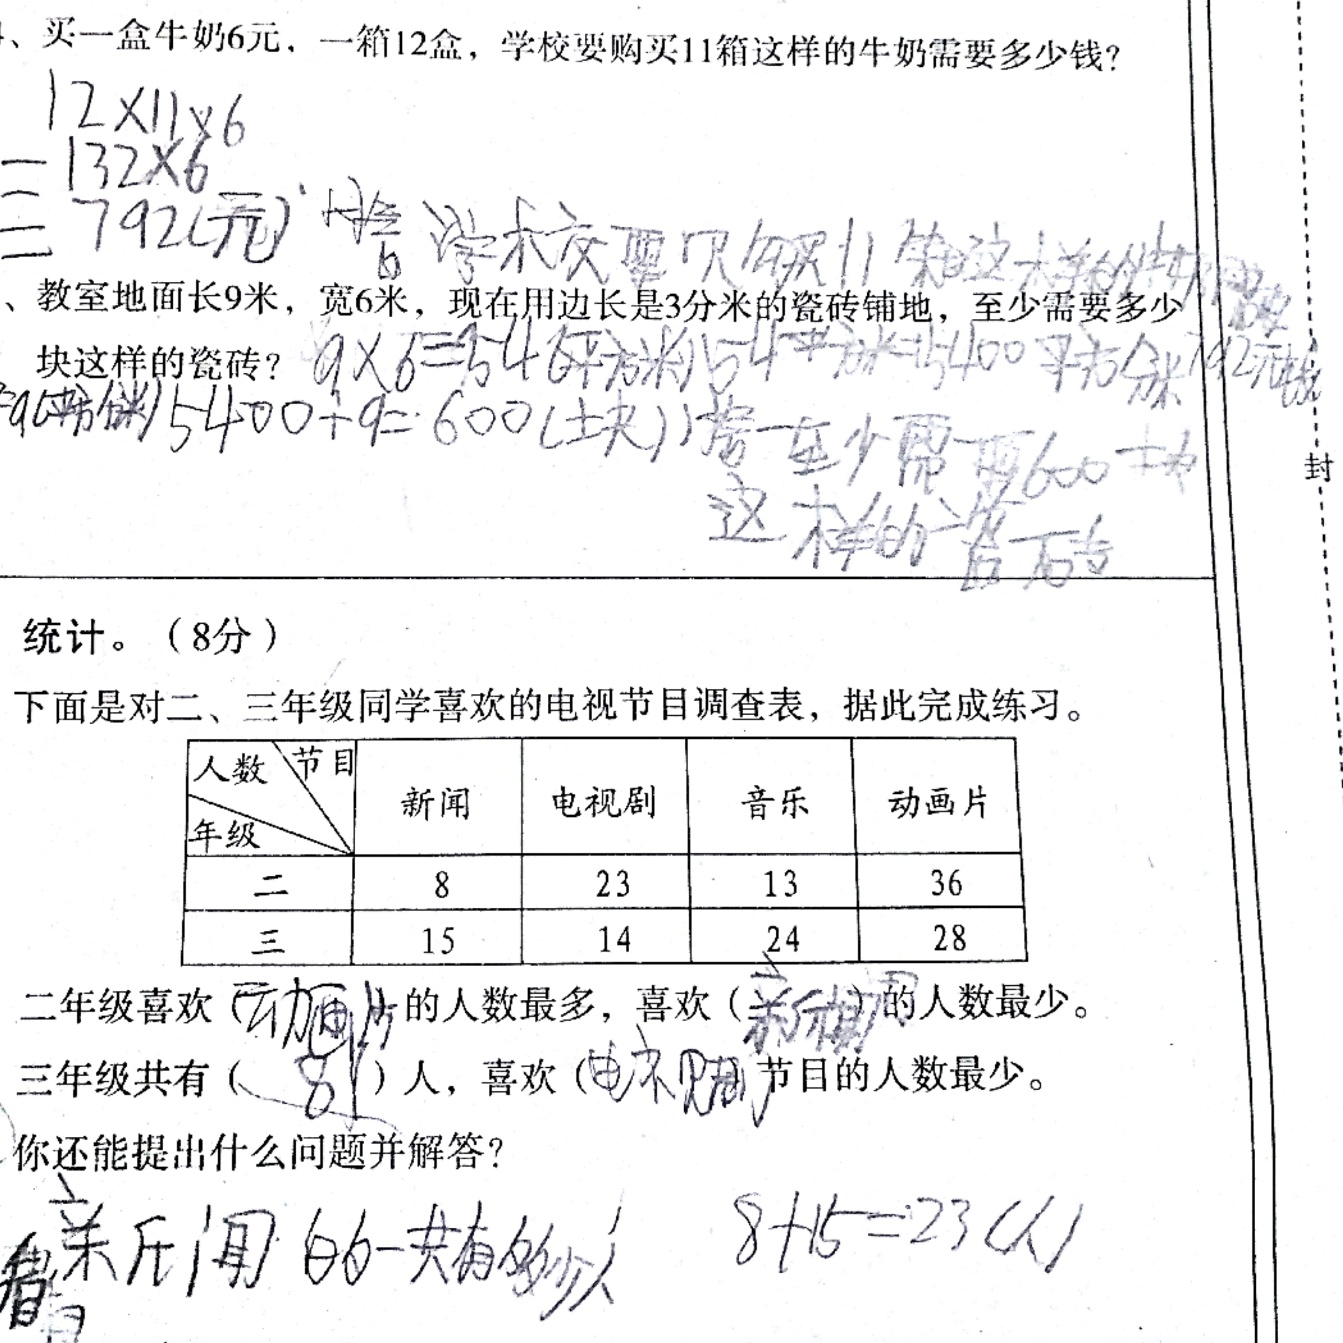 、买一盒牛奶6元，一箱12盒，学校要购买11箱这样的牛奶需要多少钱？
12×11×6
=132×6
=792(元)
学校要购买11箱这样的牛
792元钱
、教室地面长9米，宽6米，现在用边长是3分米的瓷砖铺地，至少需要多少
块这样的瓷砖？
9×6=54(平方米)54平方米=5400平方分米
=9(平方分米)5400÷9=600(块)答至少需要600块
这样的瓷砖
封
统计。（8分）
下面是对二、三年级同学喜欢的电视节目调查表，据此完成练习。
人数 节目 年级 新闻 电视剧 音乐 动画片
二 8 23 13 36
三 15 14 24 28
二年级喜欢（动画片）的人数最多，喜欢（新闻）的人数最少。
三年级共有（81）人，喜欢（电视剧）节目的人数最少。
你还能提出什么问题并解答？
新闻的一共有多少人 8+15=23(人)